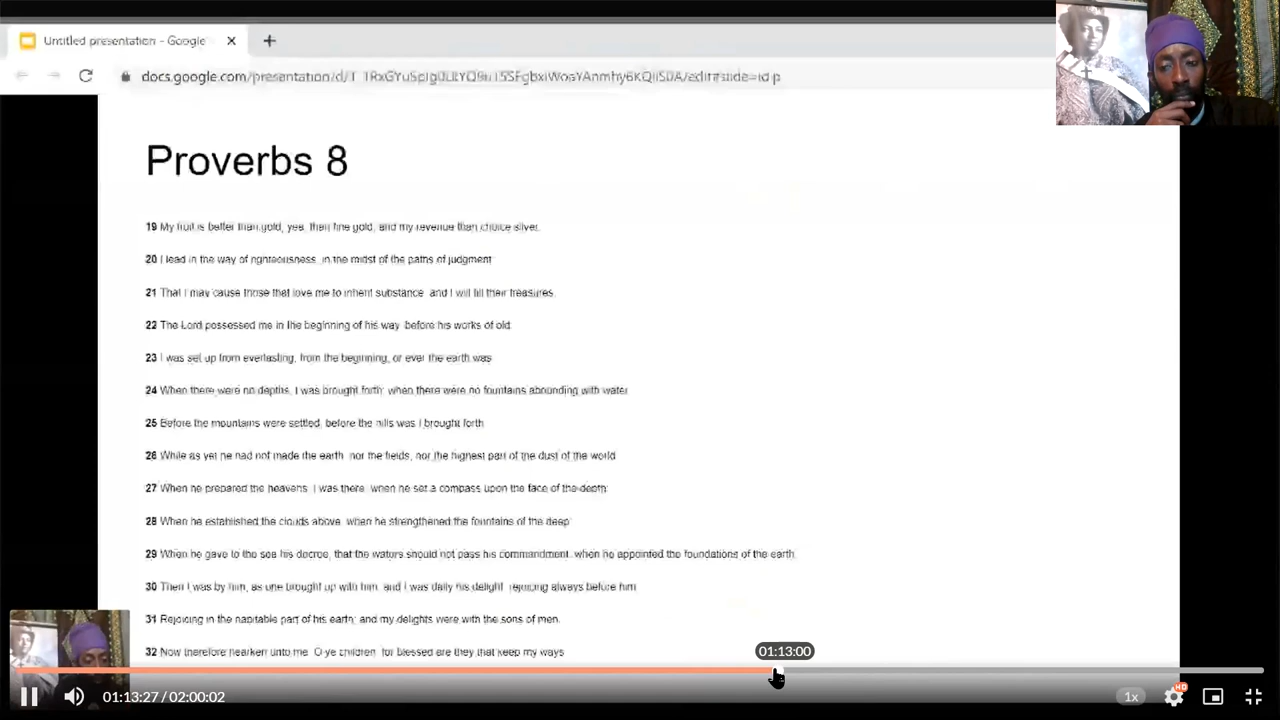 Untitled presentation - Google
docs.google.com/presentation/d/
Proverbs 8
19 My fruit is better than gold, yea, than fine gold, and my revenue than choice silver.
20 I lead in the way of righteousness, in the midst of the paths of judgment
21 That I may cause those that love me to inherit substance and I will fill their treasures.
22 The Lord possessed me in the beginning of his way, before his works of old
23 I was set up from everlasting, from the beginning, or ever the earth was
24 When there were no depths, I was brought forth; when there were no fountains abounding with water
25 Before the mountains were settled, before the hills was I brought forth
26 While as yet he had not made the earth, nor the fields, nor the highest part of the dust of the world
27 When he prepared the heavens, I was there: when he set a compass upon the face of the depth:
28 When he established the clouds above: when he strengthened the fountains of the deep:
29 When he gave to the sea his decree, that the waters should not pass his commandment: when he appointed the foundations of the earth:
30 Then I was by him, as one brought up with him: and I was daily his delight, rejoicing always before him
31 Rejoicing in the habitable part of his earth; and my delights were with the sons of men.
32 Now therefore hearken unto me, O ye children: for blessed are they that keep my ways
01:13:00
01:13:27 / 02:00:02
1x
HD